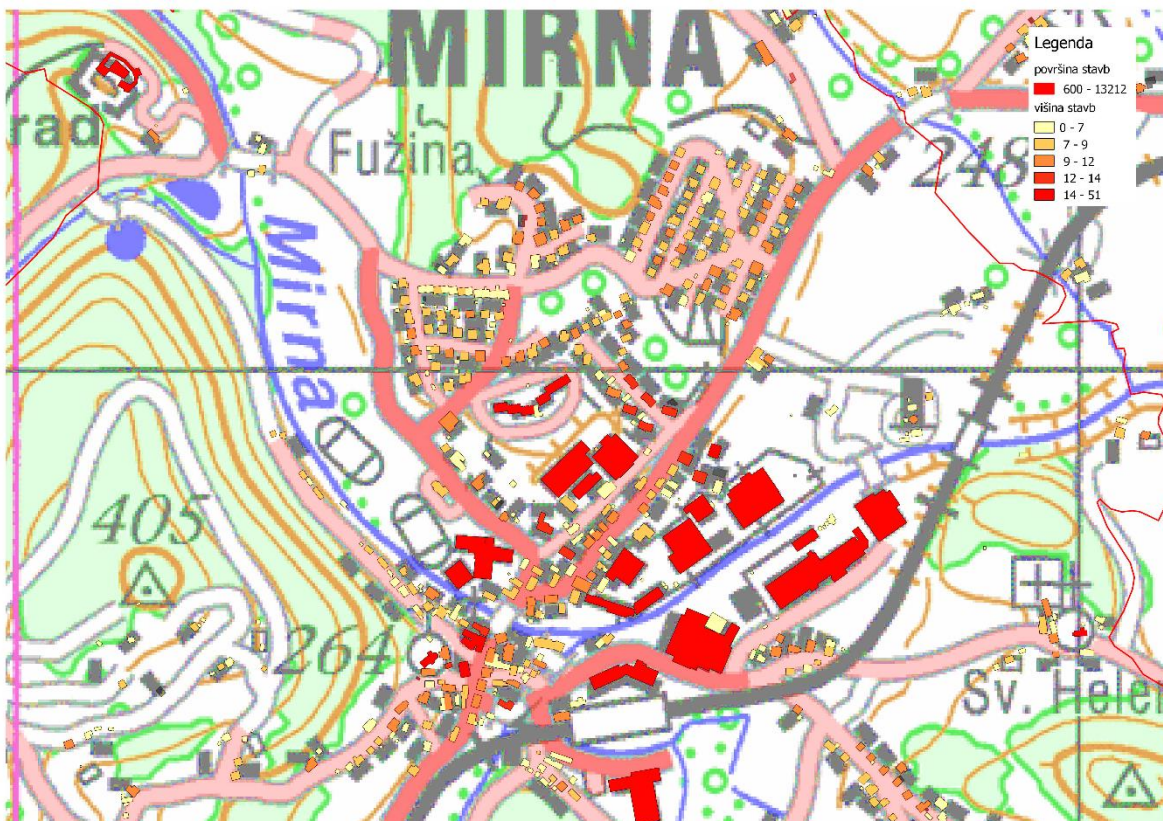 MIRNA
Legenda
površina stavb
600 - 13212
višina stavb
0 - 7
7 - 9
9 - 12
12 - 14
14 - 51
rad
Fužina
248
Mirna
405
264
Sv. Helen